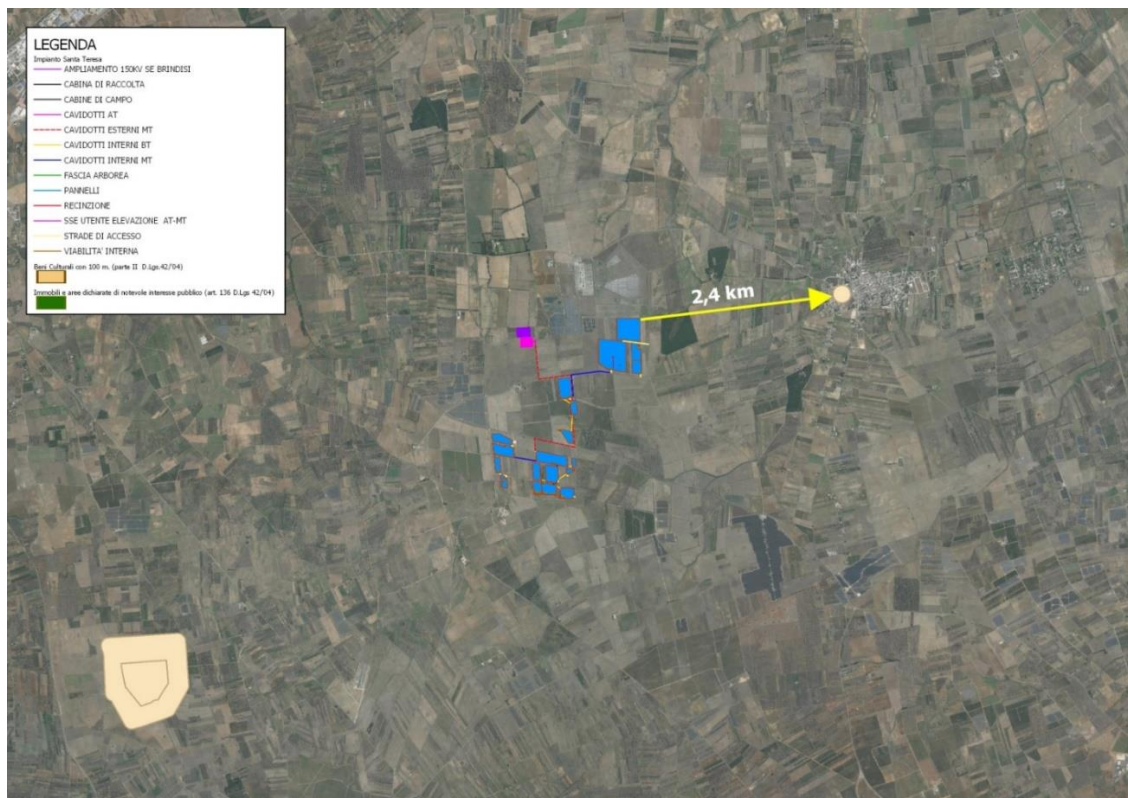 LEGENDA
Impianto Santa Teresa
AMPLIAMENTO 150KV SE BRINDISI
CABINA DI RACCOLTA
CABINE DI CAMPO
CAVIDOTTI AT
CAVIDOTTI ESTERNI MT
CAVIDOTTI INTERNI BT
CAVIDOTTI INTERNI MT
FASCIA ARBOREA
PANNELLI
RECINZIONE
SSE UTENTE ELEVAZIONE AT-MT
STRADE DI ACCESSO
VIABILITA' INTERNA
Beni Culturali con 100 m. (parte II D.Lgs.42/04)
Immobili e aree dichiarate di notevole interesse pubblico (art. 136 D.Lgs 42/04)
2,4 km